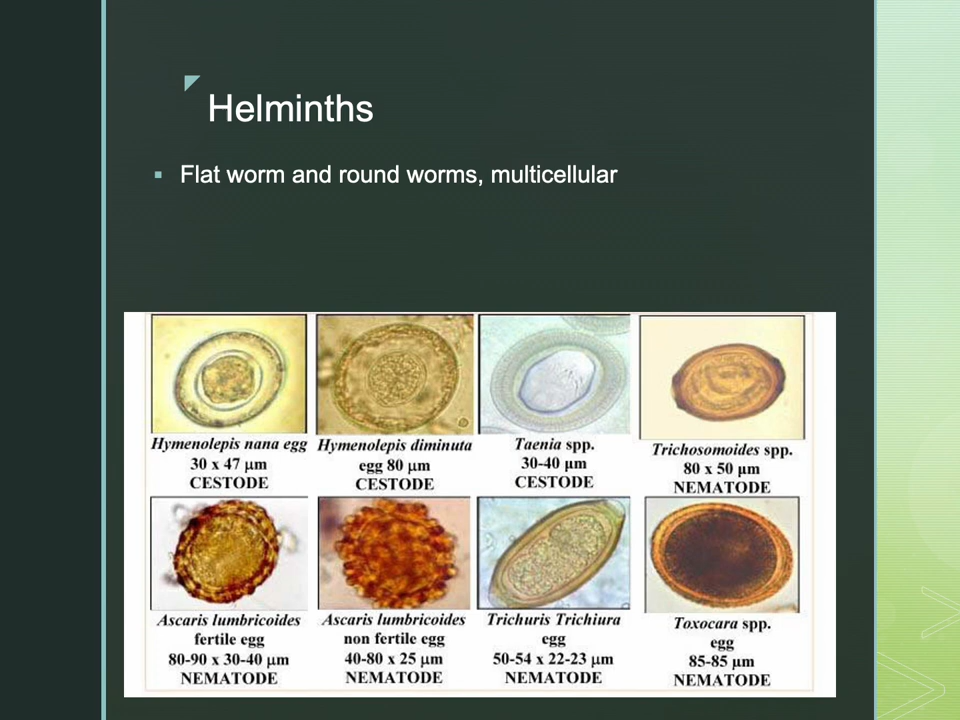 Helminths
Flat worm and round worms, multicellular
Hymenolepis nana egg
30 x 47 µm
CESTODE
Hymenolepis diminuta
egg 80 µm
CESTODE
Taenia spp.
30-40 µm
CESTODE
Trichosomoides spp.
80 x 50 µm
NEMATODE
Ascaris lumbricoides
fertile egg
80-90 x 30-40 µm
NEMATODE
Ascaris lumbricoides
non fertile egg
40-80 x 25 µm
NEMATODE
Trichuris Trichiura
egg
50-54 x 22-23 µm
NEMATODE
Toxocara spp.
egg
85-85 µm
NEMATODE